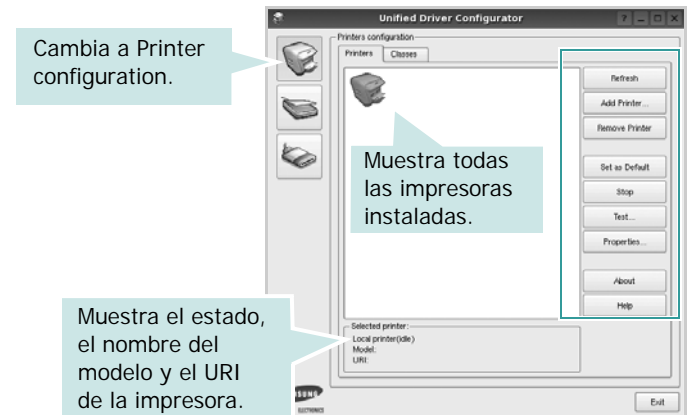 Unified Driver Configurator
Cambia a Printer
configuration.
Printers configuration
Printers Classes
Refresh
Add Printer...
Remove Printer
Set as Default
Stop
Test...
Properties...
About
Help
Muestra todas
las impresoras
instaladas.
Muestra el estado,
el nombre del
modelo y el URI
de la impresora.
Selected printer:
Local printer(idle)
Model:
URI:
ELECTRONICS
Exit